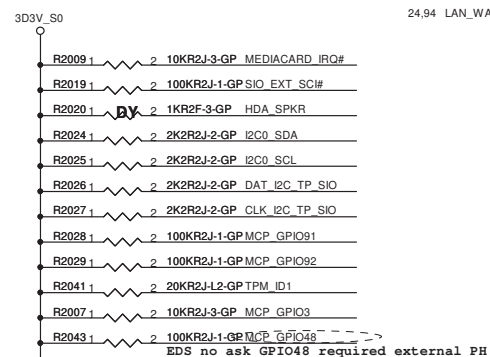 3D3V_S0
24,94 LAN_WA
R2009 1 2 10KR2J-3-GP MEDIACARD_IRQ#
R2019 1 2 100KR2J-1-GP SIO_EXT_SCI#
R2020 1 DY 2 1KR2F-3-GP HDA_SPKR
R2024 1 2 2K2R2J-2-GP I2C0_SDA
R2025 1 2 2K2R2J-2-GP I2C0_SCL
R2026 1 2 2K2R2J-2-GP DAT_I2C_TP_SIO
R2027 1 2 2K2R2J-2-GP CLK_I2C_TP_SIO
R2028 1 2 100KR2J-1-GP MCP_GPIO91
R2029 1 2 100KR2J-1-GP MCP_GPIO92
R2041 1 2 20KR2J-L2-GP TPM_ID1
R2007 1 2 10KR2J-3-GP MCP_GPIO3
R2043 1 2 100KR2J-1-GP MCP_GPIO48
EDS no ask GPIO48 required external PH